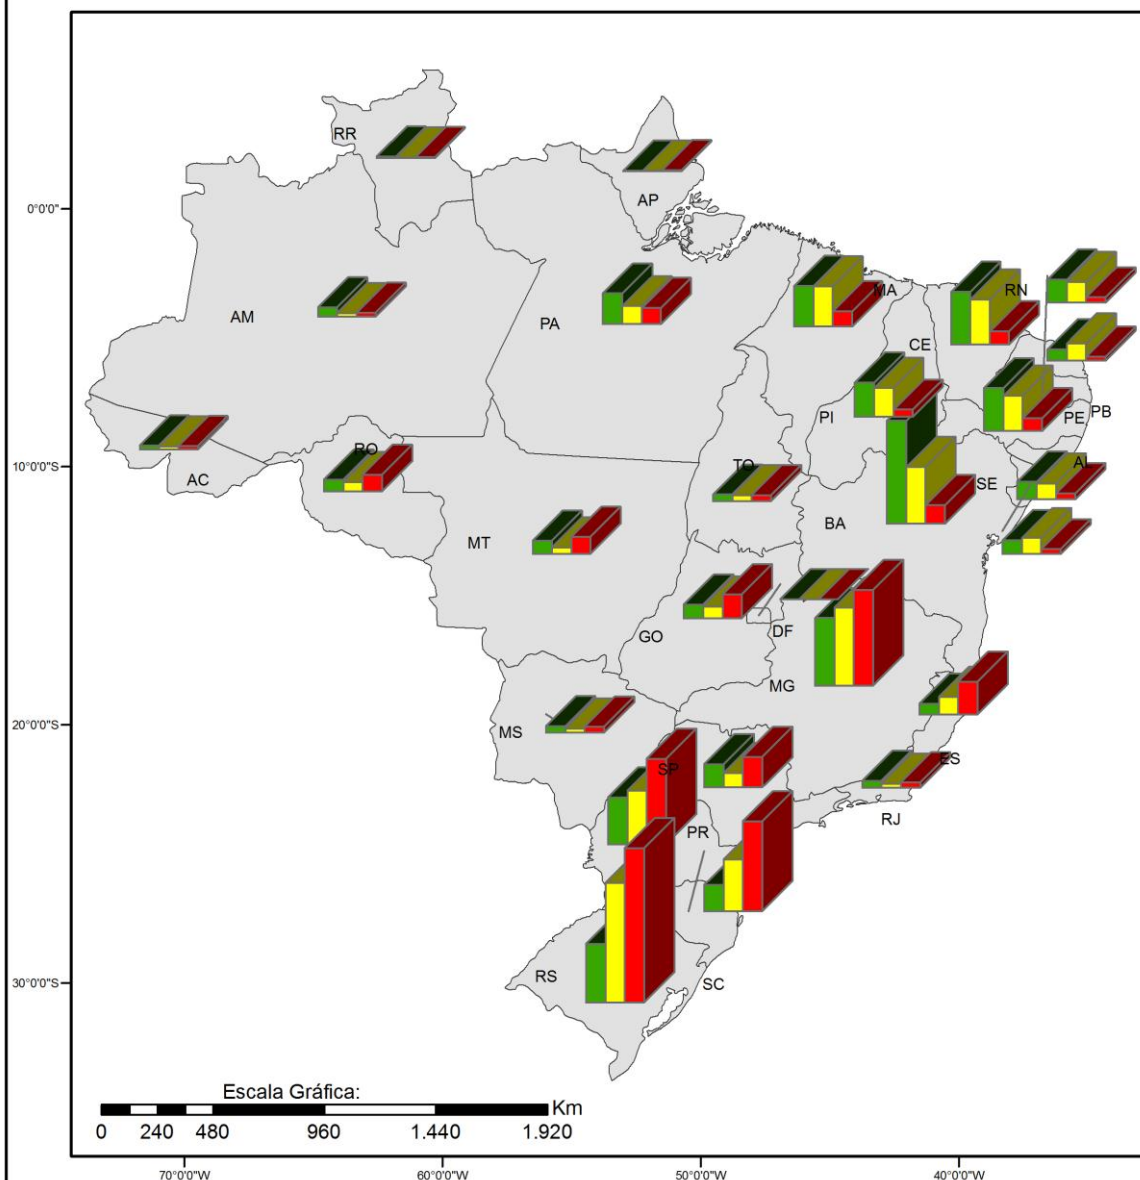 RR
AP
0°0'0"
AM
PA
MA
RN
CE
PI
PE
PB
RO
AC
TO
AL
10°0'0"S
SE
BA
MT
GO
DF
MG
MS
20°0'0"S
SP
ES
RJ
PR
RS
SC
30°0'0"S
Escala Gráfica:
Km
0 240 480 960 1.440 1.920
70°0'0"W 60°0'0"W 50°0'0"W 40°0'0"W